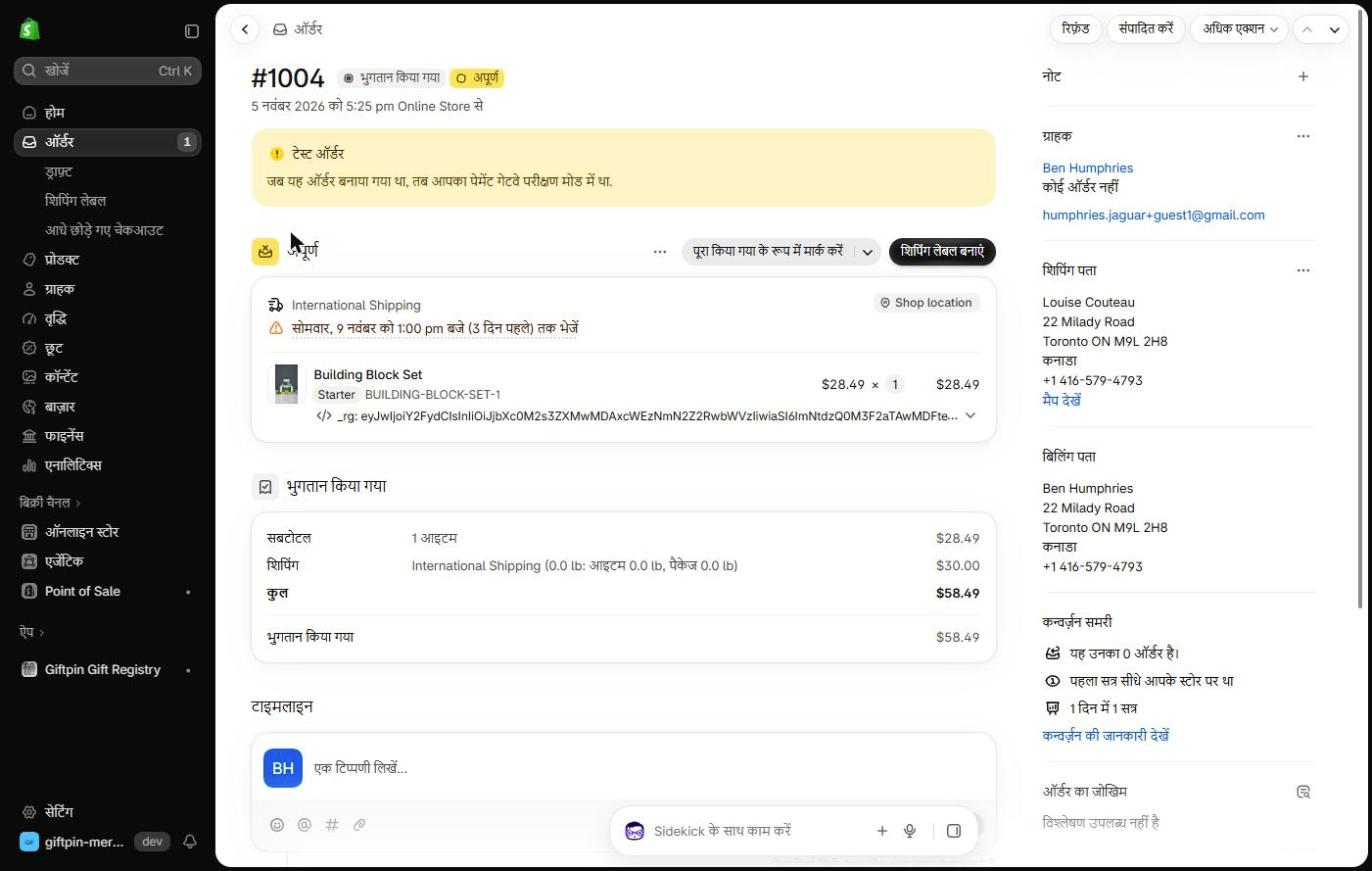 खोजें
Ctrl K
होम
ऑर्डर
1
ड्राफ़्ट
शिपिंग लेबल
आधे छोड़े गए चेकआउट
प्रोडक्ट
ग्राहक
वृद्धि
छूट
कॉन्टेंट
बाज़ार
फाइनेंस
एनालिटिक्स
बिक्री चैनल
ऑनलाइन स्टोर
एजेंटिक
Point of Sale
ऐप
Giftpin Gift Registry
सेटिंग
giftpin-mer...
dev
ऑर्डर
रिफ़ंड
संपादित करें
अधिक एक्शन
#1004
भुगतान किया गया
अपूर्ण
5 नवंबर 2026 को 5:25 pm Online Store से
टेस्ट ऑर्डर
जब यह ऑर्डर बनाया गया था, तब आपका पेमेंट गेटवे परीक्षण मोड में था.
अपूर्ण
पूरा किया गया के रूप में मार्क करें
शिपिंग लेबल बनाएं
International Shipping
Shop location
सोमवार, 9 नवंबर को 1:00 pm बजे (3 दिन पहले) तक भेजें
Building Block Set
Starter BUILDING-BLOCK-SET-1
$28.49 × 1
$28.49
भुगतान किया गया
सबटोटल 1 आइटम $28.49
शिपिंग International Shipping (0.0 lb: आइटम 0.0 lb, पैकेज 0.0 lb) $30.00
कुल $58.49
भुगतान किया गया $58.49
टाइमलाइन
BH
एक टिप्पणी लिखें...
Sidekick के साथ काम करें
नोट
ग्राहक
Ben Humphries
कोई ऑर्डर नहीं
humphries.jaguar+guest1@gmail.com
शिपिंग पता
Louise Couteau
22 Milady Road
Toronto ON M9L 2H8
कनाडा
+1 416-579-4793
मैप देखें
बिलिंग पता
Ben Humphries
22 Milady Road
Toronto ON M9L 2H8
कनाडा
+1 416-579-4793
कन्वर्ज़न समरी
यह उनका 0 ऑर्डर है।
पहला सत्र सीधे आपके स्टोर पर था
1 दिन में 1 सत्र
कन्वर्ज़न की जानकारी देखें
ऑर्डर का जोखिम
विश्लेषण उपलब्ध नहीं है